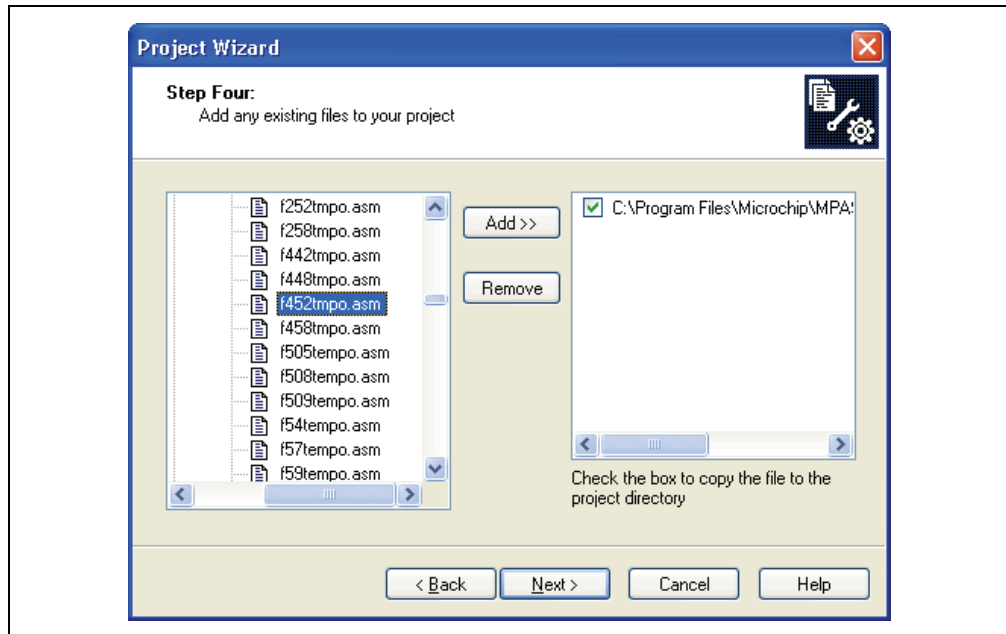 Project Wizard
Step Four:
Add any existing files to your project
f252tmpo.asm
f258tmpo.asm
f442tmpo.asm
f448tmpo.asm
f452tmpo.asm
f458tmpo.asm
f505tempo.asm
f508tempo.asm
f509tempo.asm
f54tempo.asm
f57tempo.asm
f59tempo.asm
Add >>
Remove
C:\Program Files\Microchip\MPAS
Check the box to copy the file to the
project directory
< Back
Next >
Cancel
Help